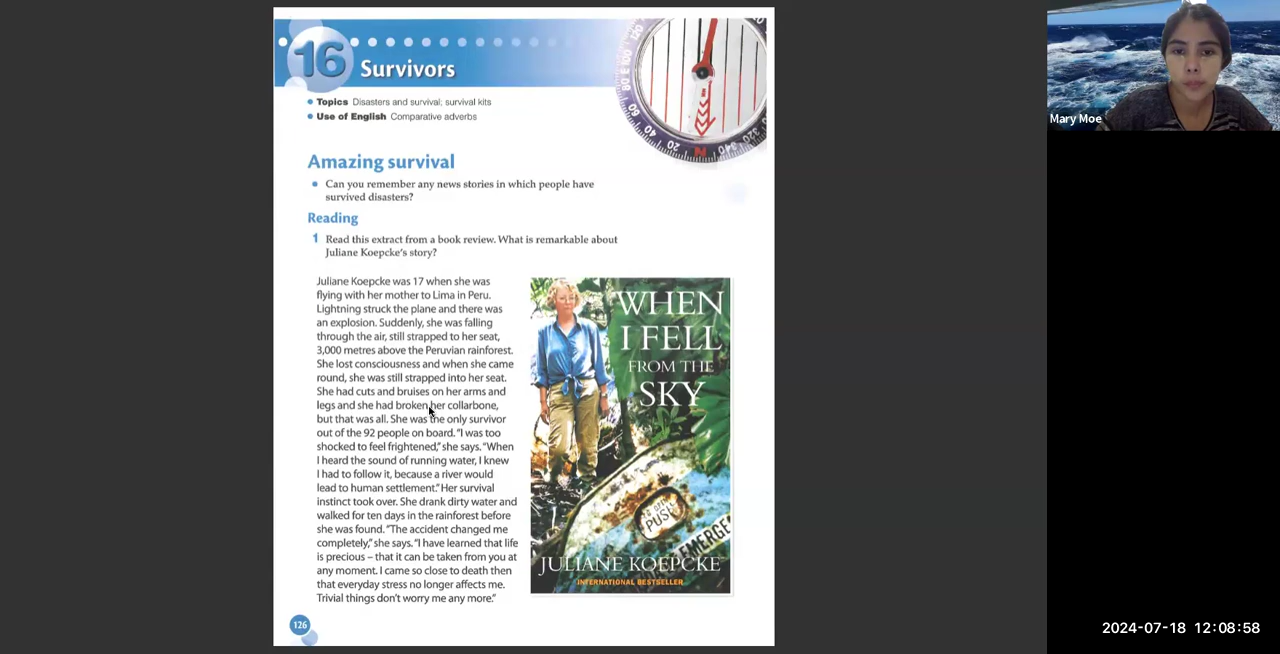 16
Survivors
Topics Disasters and survival; survival kits
Use of English Comparative adverbs
Amazing survival
Can you remember any news stories in which people have
survived disasters?
Reading
1 Read this extract from a book review. What is remarkable about
Juliane Koepcke's story?
Juliane Koepcke was 17 when she was
flying with her mother to Lima in Peru.
Lightning struck the plane and there was
an explosion. Suddenly, she was falling
through the air, still strapped to her seat,
3,000 metres above the Peruvian rainforest.
She lost consciousness and when she came
round, she was still strapped into her seat.
She had cuts and bruises on her arms and
legs and she had broken her collarbone,
but that was all. She was the only survivor
out of the 92 people on board. "I was too
shocked to feel frightened," she says. "When
I heard the sound of running water, I knew
I had to follow it, because a river would
lead to human settlement." Her survival
instinct took over. She drank dirty water and
walked for ten days in the rainforest before
she was found. "The accident changed me
completely," she says. "I have learned that life
is precious – that it can be taken from you at
any moment. I came so close to death then
that everyday stress no longer affects me.
Trivial things don't worry me any more."
WHEN
I FELL
FROM THE
SKY
PUSH
EMERGE
JULIANE KOEPCKE
INTERNATIONAL BESTSELLER
126
120
E 100
80
60
40
20
N
340
320
Mary Moe
2024-07-18 12:08:58